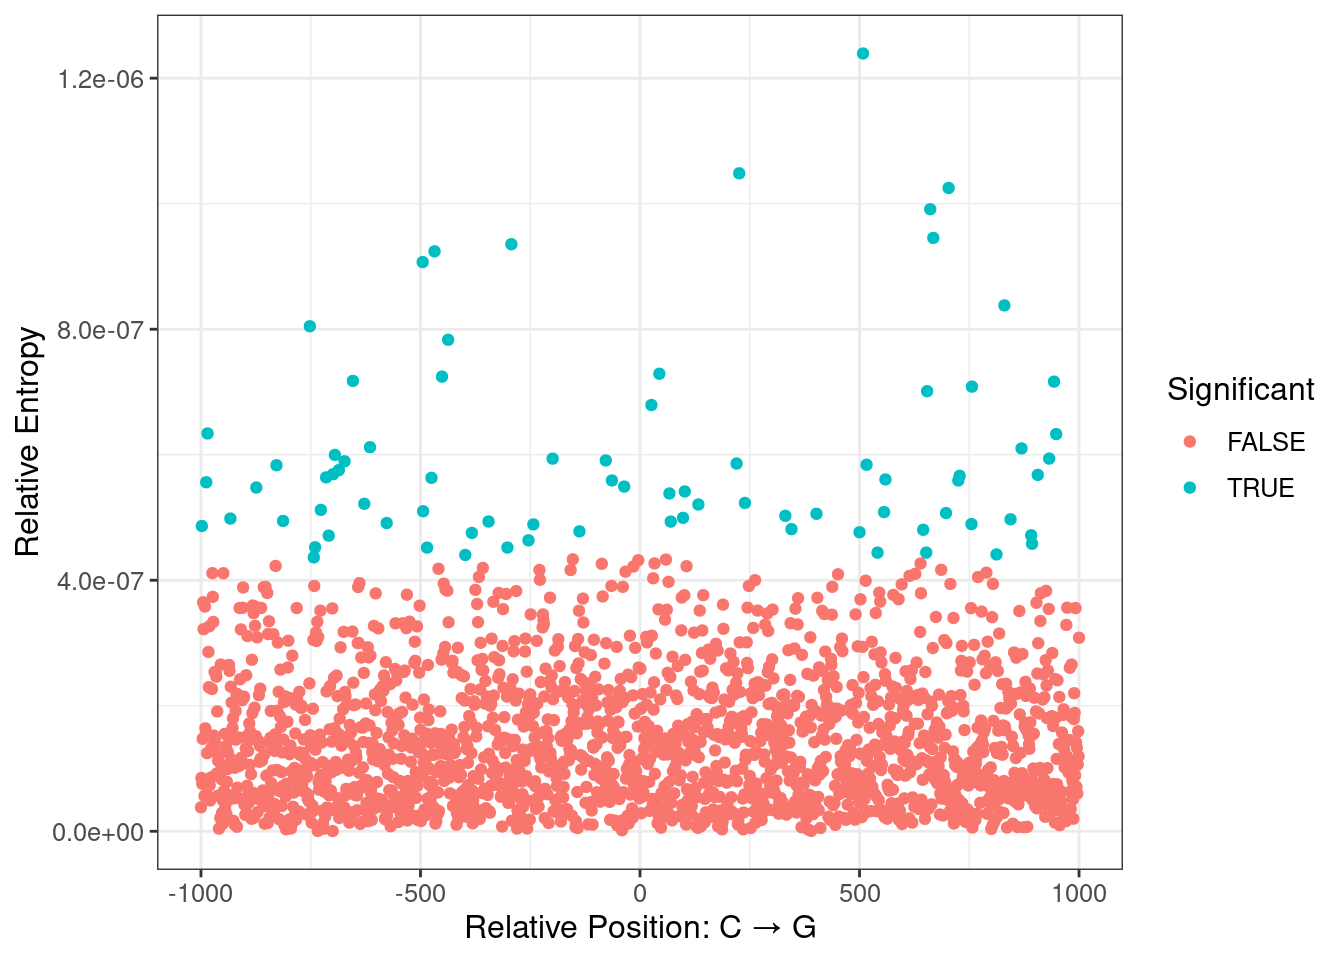 1.2e-06
8.0e-07
4.0e-07
0.0e+00
Relative Entropy
-1000
-500
0
500
1000
Relative Position: C → G
Significant
FALSE
TRUE